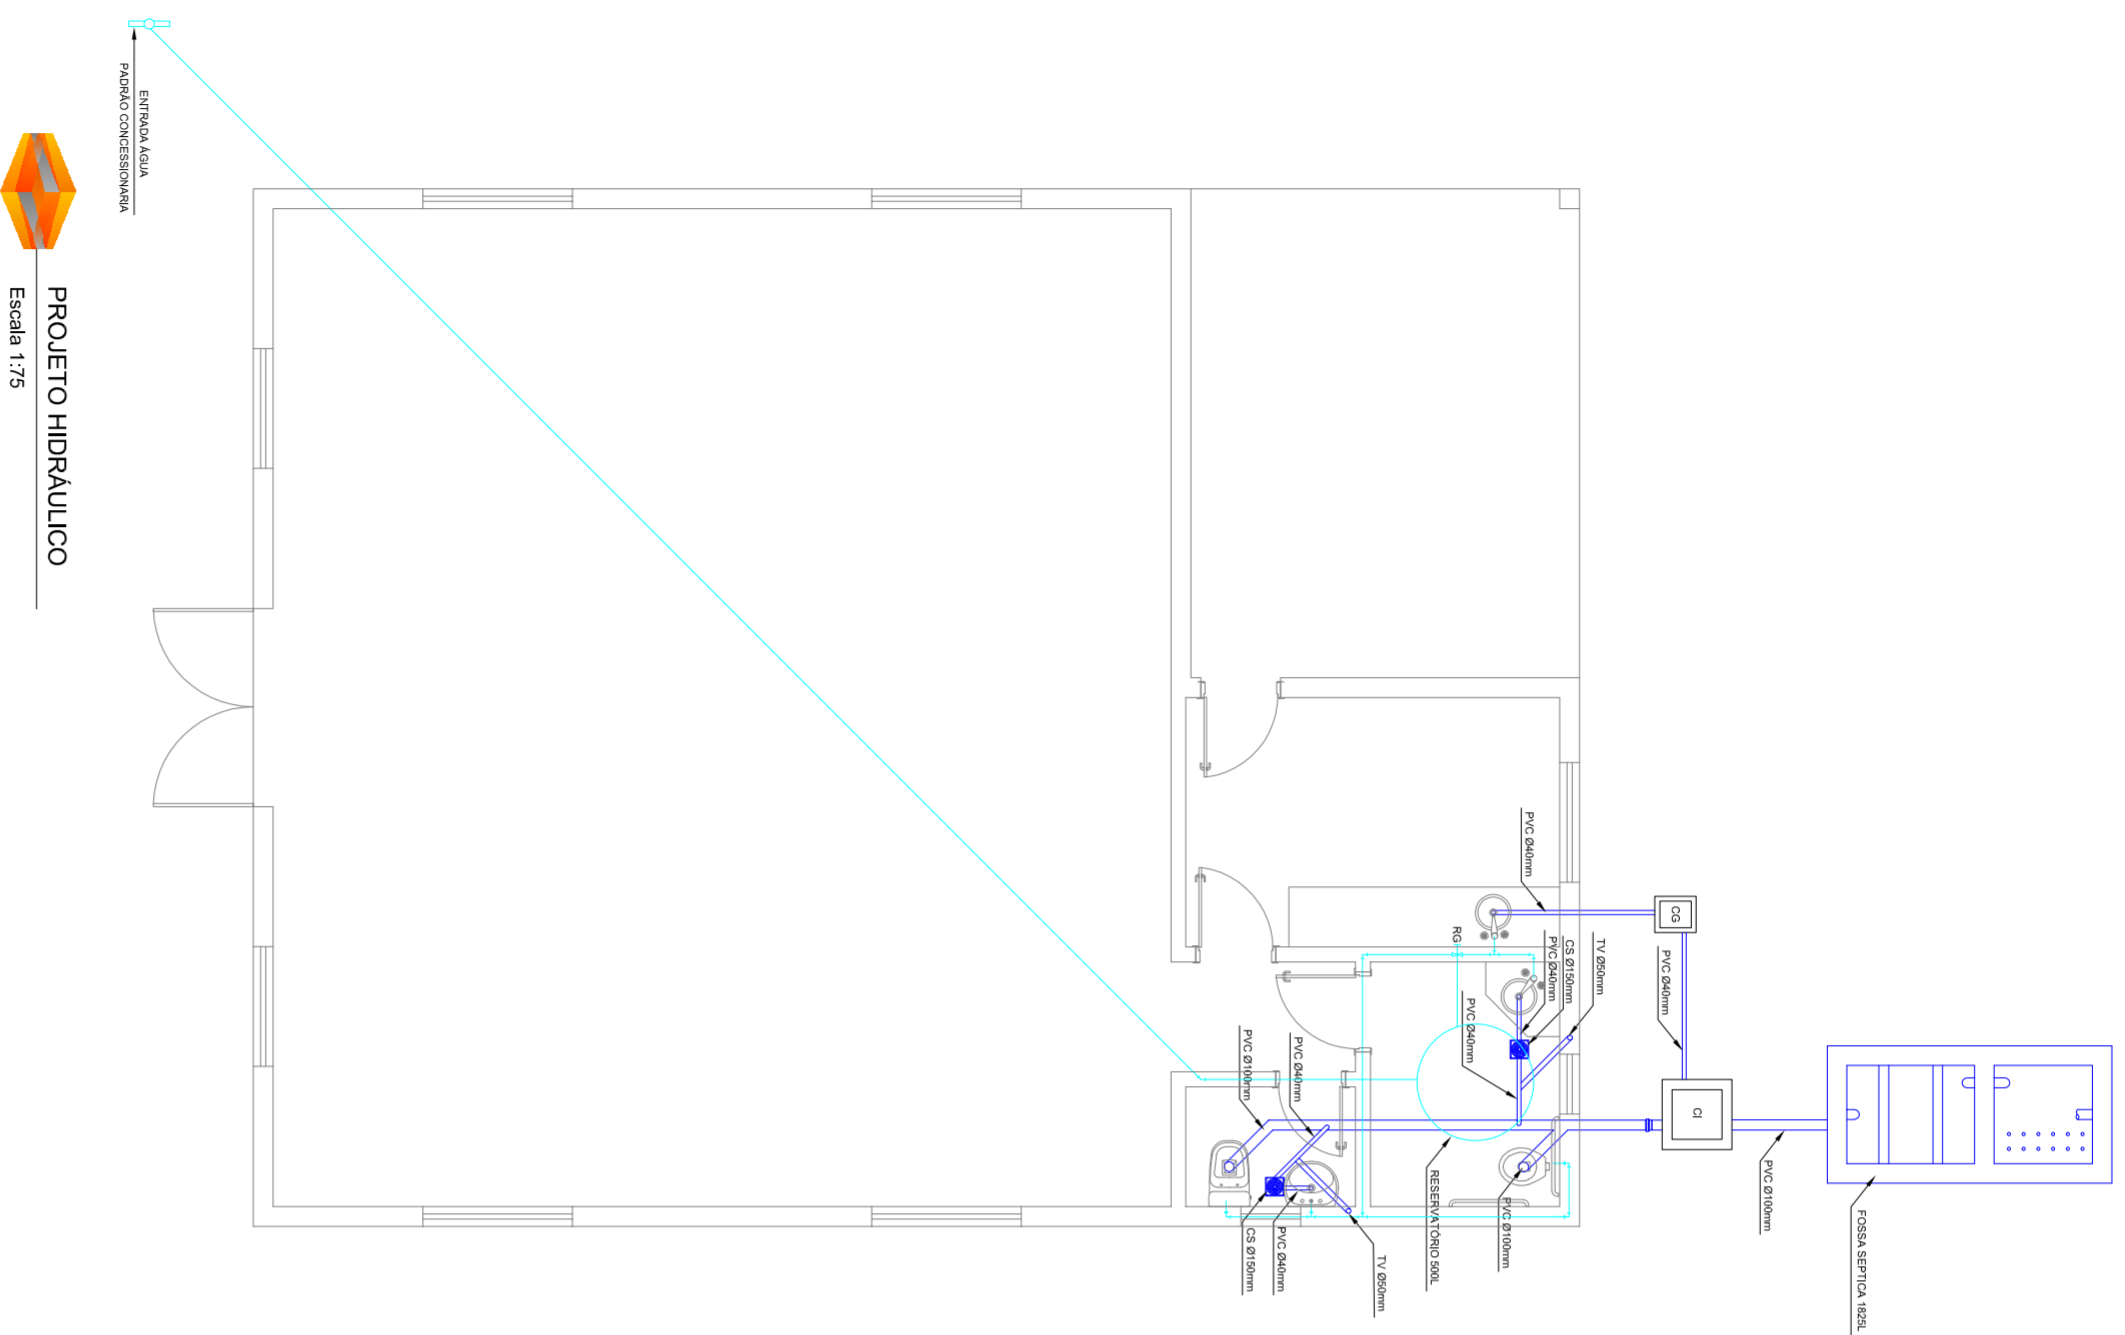 ENTRADA ÁGUA
PADRÃO CONCESSIONARIA
PROJETO HIDRÁULICO
Escala 1:75
PVC Ø40mm
CG
TV Ø50mm
CS Ø150mm
PVC Ø40mm
RG
PVC Ø40mm
PVC Ø40mm
CI
PVC Ø100mm
PVC Ø40mm
PVC Ø100mm
RESERVATÓRIO 500L
PVC Ø100mm
FOSSA SEPTICA 1825L
CS Ø150mm
PVC Ø40mm
TV Ø50mm